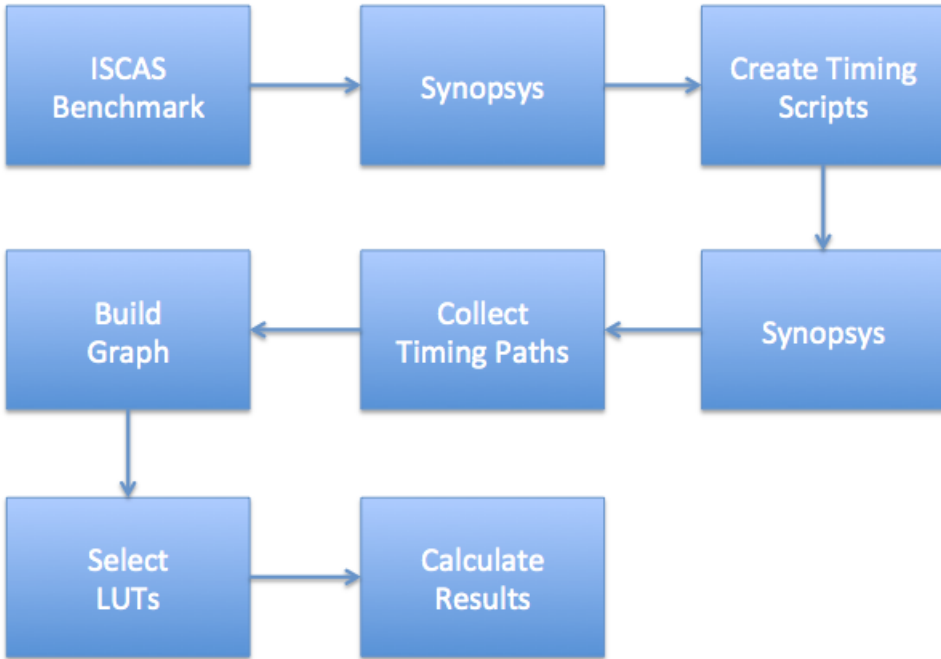 ISCAS
Benchmark
Synopsys
Create Timing
Scripts
Build
Graph
Collect
Timing Paths
Synopsys
Select
LUTs
Calculate
Results